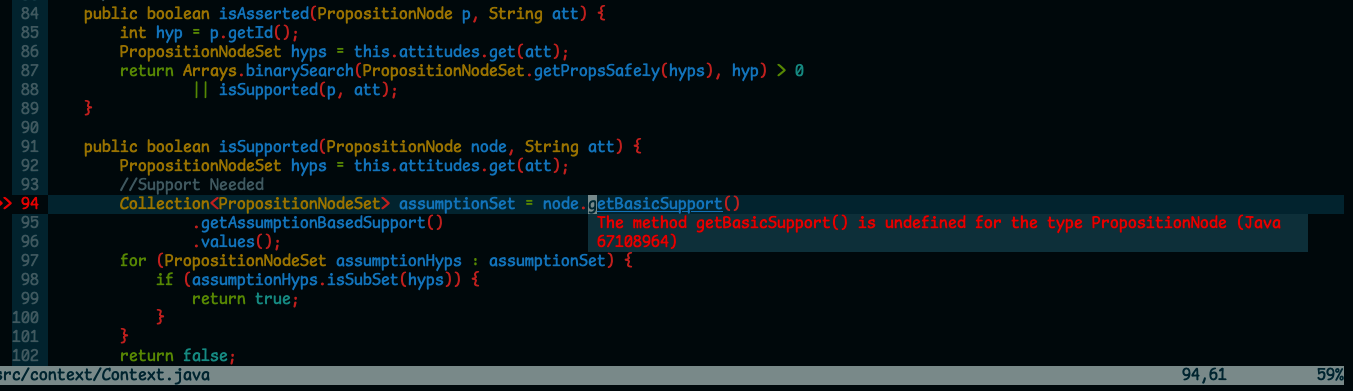 84 public boolean isAsserted(PropositionNode p, String att) {
85 int hyp = p.getId();
86 PropositionNodeSet hyps = this.attitudes.get(att);
87 return Arrays.binarySearch(PropositionNodeSet.getPropsSafely(hyps), hyp) > 0
88 || isSupported(p, att);
89 }
90
91 public boolean isSupported(PropositionNode node, String att) {
92 PropositionNodeSet hyps = this.attitudes.get(att);
93 //Support Needed
>> 94 Collection<PropositionNodeSet> assumptionSet = node.getBasicSupport()
95 .getAssumptionBasedSupport()
The method getBasicSupport() is undefined for the type PropositionNode (Java
96 .values();
67108964)
97 for (PropositionNodeSet assumptionHyps : assumptionSet) {
98 if (assumptionHyps.isSubSet(hyps)) {
99 return true;
100 }
101 }
102 return false;
src/context/Context.java 94,61 59%